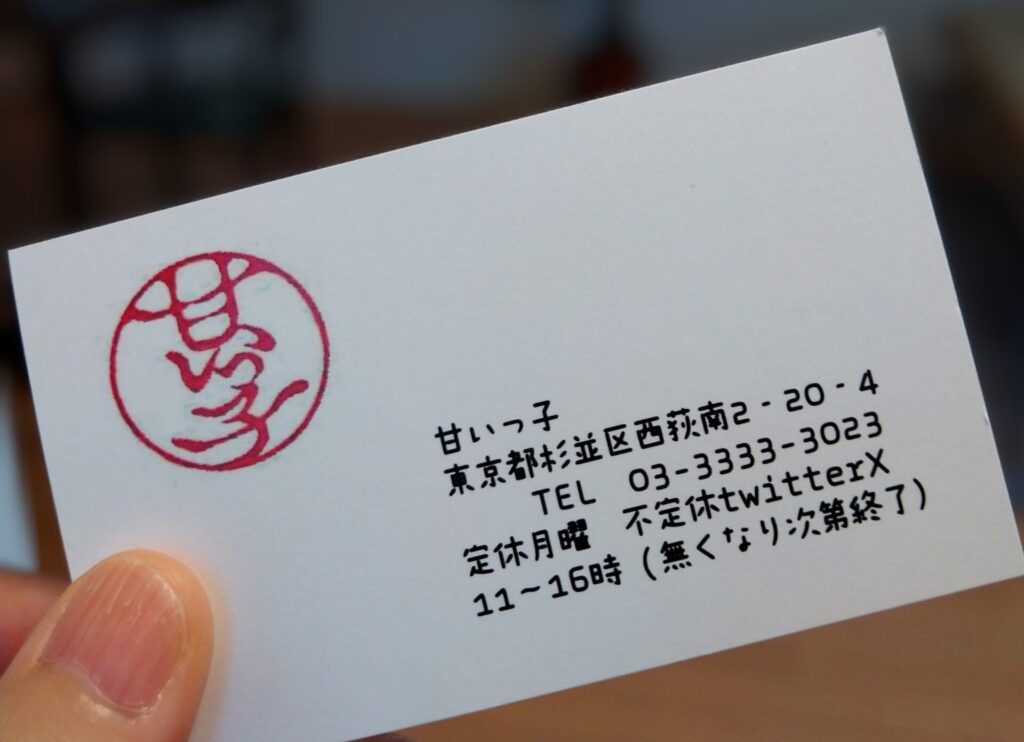 甘いっ子
甘いっ子
東京都杉並区西荻南2‐20‐4
TEL 03-3333-3023
定休月曜 不定休twitterX
11〜16時(無くなり次第終了)